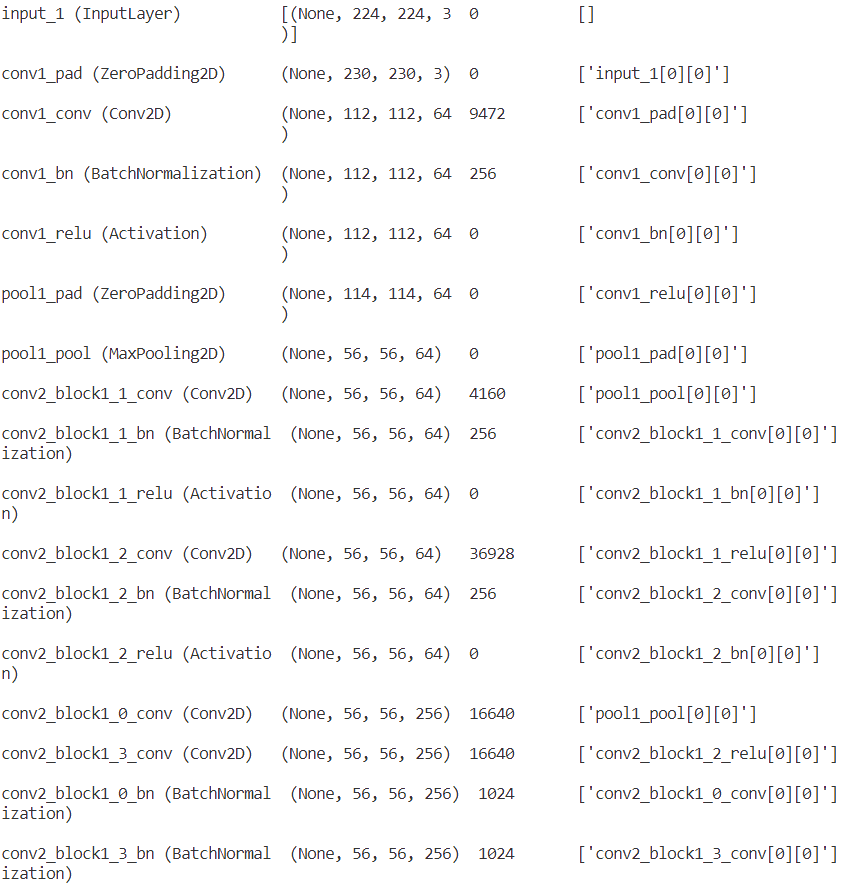 input_1 (InputLayer) [(None, 224, 224, 3 0 []
)]
conv1_pad (ZeroPadding2D) (None, 230, 230, 3) 0 ['input_1[0][0]']
conv1_conv (Conv2D) (None, 112, 112, 64 9472 ['conv1_pad[0][0]']
)
conv1_bn (BatchNormalization) (None, 112, 112, 64 256 ['conv1_conv[0][0]']
)
conv1_relu (Activation) (None, 112, 112, 64 0 ['conv1_bn[0][0]']
)
pool1_pad (ZeroPadding2D) (None, 114, 114, 64 0 ['conv1_relu[0][0]']
)
pool1_pool (MaxPooling2D) (None, 56, 56, 64) 0 ['pool1_pad[0][0]']
conv2_block1_1_conv (Conv2D) (None, 56, 56, 64) 4160 ['pool1_pool[0][0]']
conv2_block1_1_bn (BatchNormal (None, 56, 56, 64) 256 ['conv2_block1_1_conv[0][0]']
ization)
conv2_block1_1_relu (Activatio (None, 56, 56, 64) 0 ['conv2_block1_1_bn[0][0]']
n)
conv2_block1_2_conv (Conv2D) (None, 56, 56, 64) 36928 ['conv2_block1_1_relu[0][0]']
conv2_block1_2_bn (BatchNormal (None, 56, 56, 64) 256 ['conv2_block1_2_conv[0][0]']
ization)
conv2_block1_2_relu (Activatio (None, 56, 56, 64) 0 ['conv2_block1_2_bn[0][0]']
n)
conv2_block1_0_conv (Conv2D) (None, 56, 56, 256) 16640 ['pool1_pool[0][0]']
conv2_block1_3_conv (Conv2D) (None, 56, 56, 256) 16640 ['conv2_block1_2_relu[0][0]']
conv2_block1_0_bn (BatchNormal (None, 56, 56, 256) 1024 ['conv2_block1_0_conv[0][0]']
ization)
conv2_block1_3_bn (BatchNormal (None, 56, 56, 256) 1024 ['conv2_block1_3_conv[0][0]']
ization)